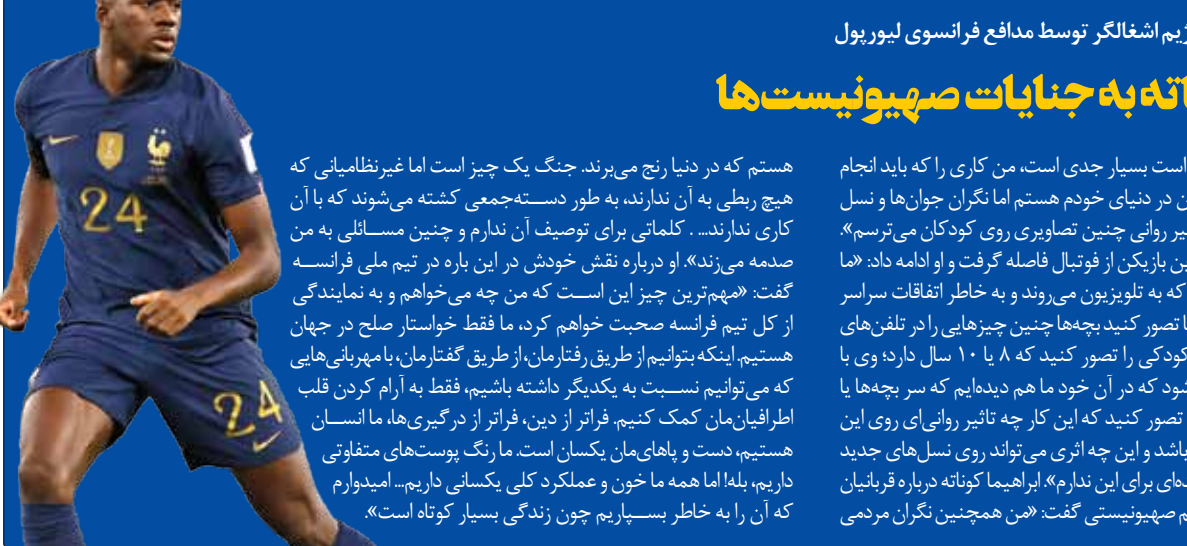 ژیم اشغالگر توسط مدافع فرانسوی لیورپول
اته به جنایات صهیونیست‌ها
است بسیار جدی است، من کاری را که باید انجام
ن در دنیای خودم هستم اما نگران جوان‌ها و نسل
یر روانی چنین تصاویری روی کودکان می‌ترسم».
ین بازیکن از فوتبال فاصله گرفت و او ادامه داد: «ما
که به تلویزیون می‌روند و به خاطر اتفاقات سراسر
ا تصور کنید بچه‌ها چنین چیزهایی را در تلفن‌های
کودکی را تصور کنید که ۸ یا ۱۰ سال دارد؛ وی با
شود که در آن خود ما هم دیده‌ایم که سر بچه‌ها یا
تصور کنید که این کار چه تاثیر روانی‌ای روی این
باشد و این چه اثری می‌تواند روی نسل‌های جدید
ده‌ای برای این ندارم». ابراهیما کوناته درباره قربانیان
م صهیونیستی گفت: «من همچنین نگران مردمی
هستم که در دنیا رنج می‌برند. جنگ یک چیز است اما غیرنظامیانی که
هیچ ربطی به آن ندارند، به طور دسته‌جمعی کشته می‌شوند که با آن
کاری ندارند... . کلماتی برای توصیف آن ندارم و چنین مسائلی به من
صدمه می‌زند». او درباره نقش خودش در این باره در تیم ملی فرانسه
گفت: «مهم‌ترین چیز این است که من چه می‌خواهم و به نمایندگی
از کل تیم فرانسه صحبت خواهم کرد، ما فقط خواستار صلح در جهان
هستیم. اینکه بتوانیم از طریق رفتارمان، از طریق گفتارمان، با مهربانی‌هایی
که می‌توانیم نسبت به یکدیگر داشته باشیم، فقط به آرام کردن قلب
اطرافیان‌مان کمک کنیم. فراتر از دین، فراتر از درگیری‌ها، ما انسان
هستیم، دست و پاهای‌مان یکسان است. ما رنگ پوست‌های متفاوتی
داریم، بله! اما همه ما خون و عملکرد کلی یکسانی داریم... امیدوارم
که آن را به خاطر بسپاریم چون زندگی بسیار کوتاه است».
24
24